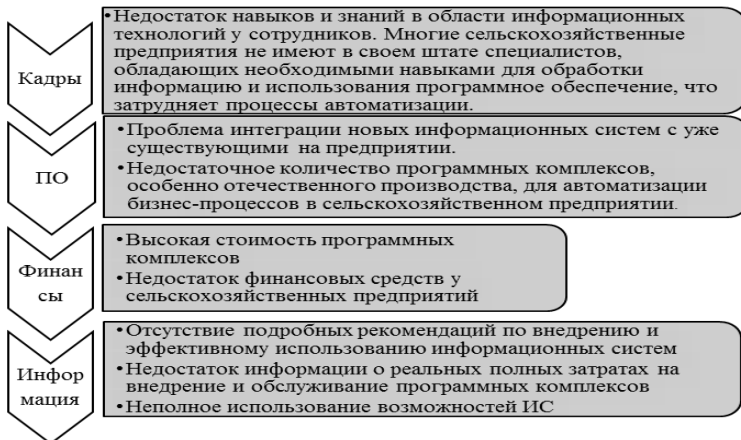 Кадры
•Недостаток навыков и знаний в области информационных
технологий у сотрудников. Многие сельскохозяйственные
предприятия не имеют в своем штате специалистов,
обладающих необходимыми навыками для обработки
информацию и использования программное обеспечение, что
затрудняет процессы автоматизации.
ПО
•Проблема интеграции новых информационных систем с уже
существующими на предприятии.
•Недостаточное количество программных комплексов,
особенно отечественного производства, для автоматизации
бизнес-процессов в сельскохозяйственном предприятии.
Финан
сы
•Высокая стоимость программных
комплексов
•Недостаток финансовых средств у
сельскохозяйственных предприятий
Инфор
мация
•Отсутствие подробных рекомендаций по внедрению и
эффективному использованию информационных систем
•Недостаток информации о реальных полных затратах на
внедрение и обслуживание программных комплексов
•Неполное использование возможностей ИС